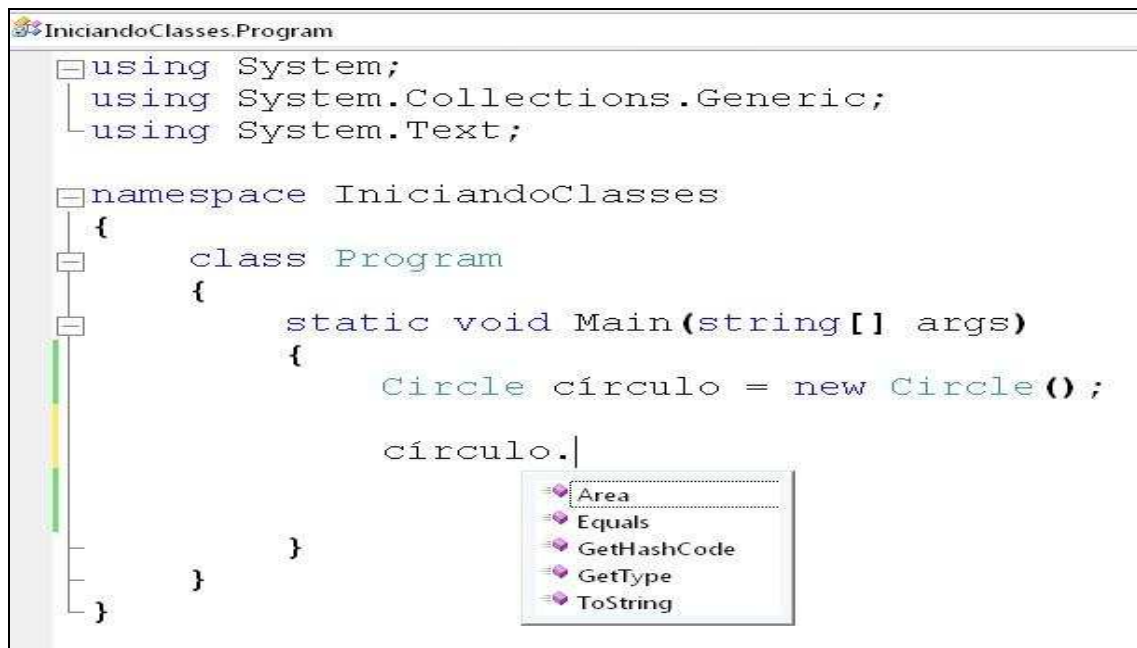 IniciandoClasses.Program
using System;
using System.Collections.Generic;
using System.Text;
namespace IniciandoClasses
{
class Program
{
static void Main(string[] args)
{
Circle círculo = new Circle();
círculo.
Area
Equals
GetHashCode
GetType
ToString
}
}
}